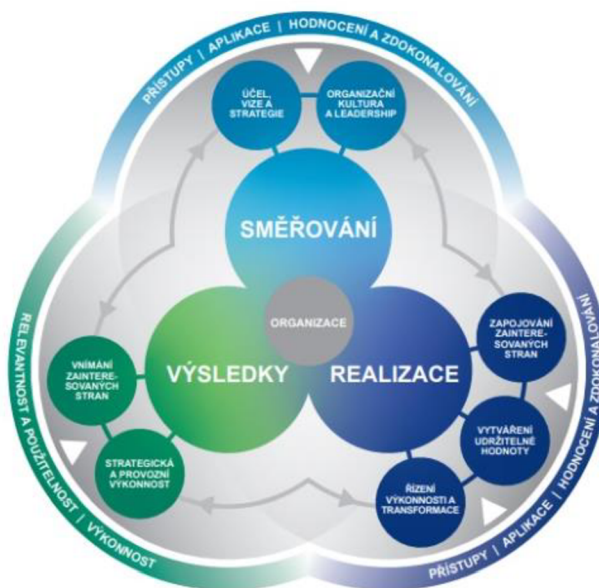 PŘÍSTUPY | APLIKACE | HODNOCENÍ A ZDOKONALOVÁNÍ
ÚČEL,
VIZE A
STRATEGIE
ORGANIZAČNÍ
KULTURA
A LEADERSHIP
SMĚŘOVÁNÍ
ORGANIZACE
VÝSLEDKY
REALIZACE
VNÍMÁNÍ
ZAINTERE-
SOVANÝCH
STRAN
STRATEGICKÁ
A PROVOZNÍ
VÝKONNOST
ZAPOJOVÁNÍ
ZAINTERE-
SOVANÝCH
STRAN
VYTVÁŘENÍ
UDRŽITELNÉ
HODNOTY
ŘÍZENÍ
VÝKONNOSTI A
TRANSFORMACE
RELEVANTNOST A POUŽITELNOST | VÝKONNOST
PŘÍSTUPY | APLIKACE | HODNOCENÍ A ZDOKONALOVÁNÍ